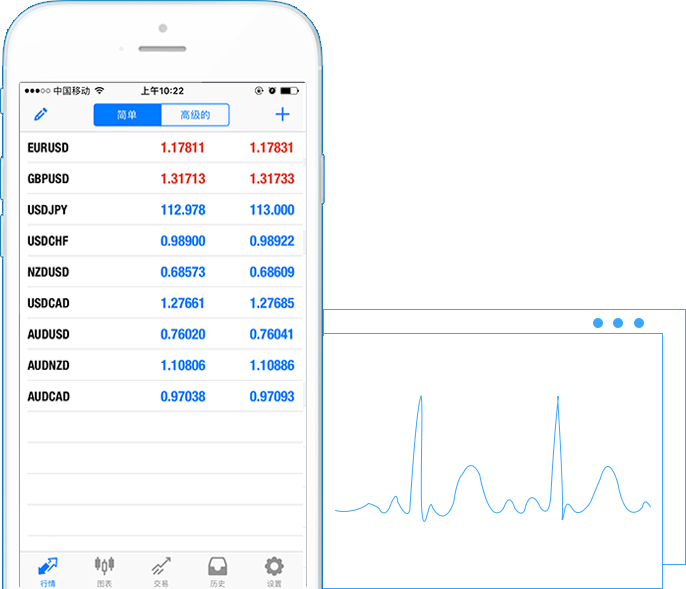 中国移动 上午10:22
简单 高级的
EURUSD 1.17811 1.17831
GBPUSD 1.31713 1.31733
USDJPY 112.978 113.000
USDCHF 0.98900 0.98922
NZDUSD 0.68573 0.68609
USDCAD 1.27661 1.27685
AUDUSD 0.76020 0.76041
AUDNZD 1.10806 1.10886
AUDCAD 0.97038 0.97093
行情 图表 交易 历史 设置